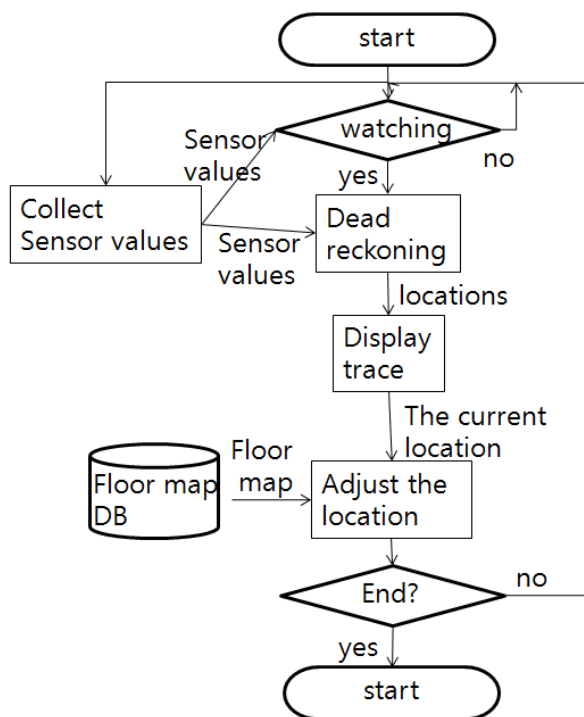 start
watching
no
Sensor
values
yes
Collect
Sensor values
Sensor
values
Dead
reckoning
locations
Display
trace
The current
location
Floor
map
Floor map
DB
Adjust the
location
End?
no
yes
start